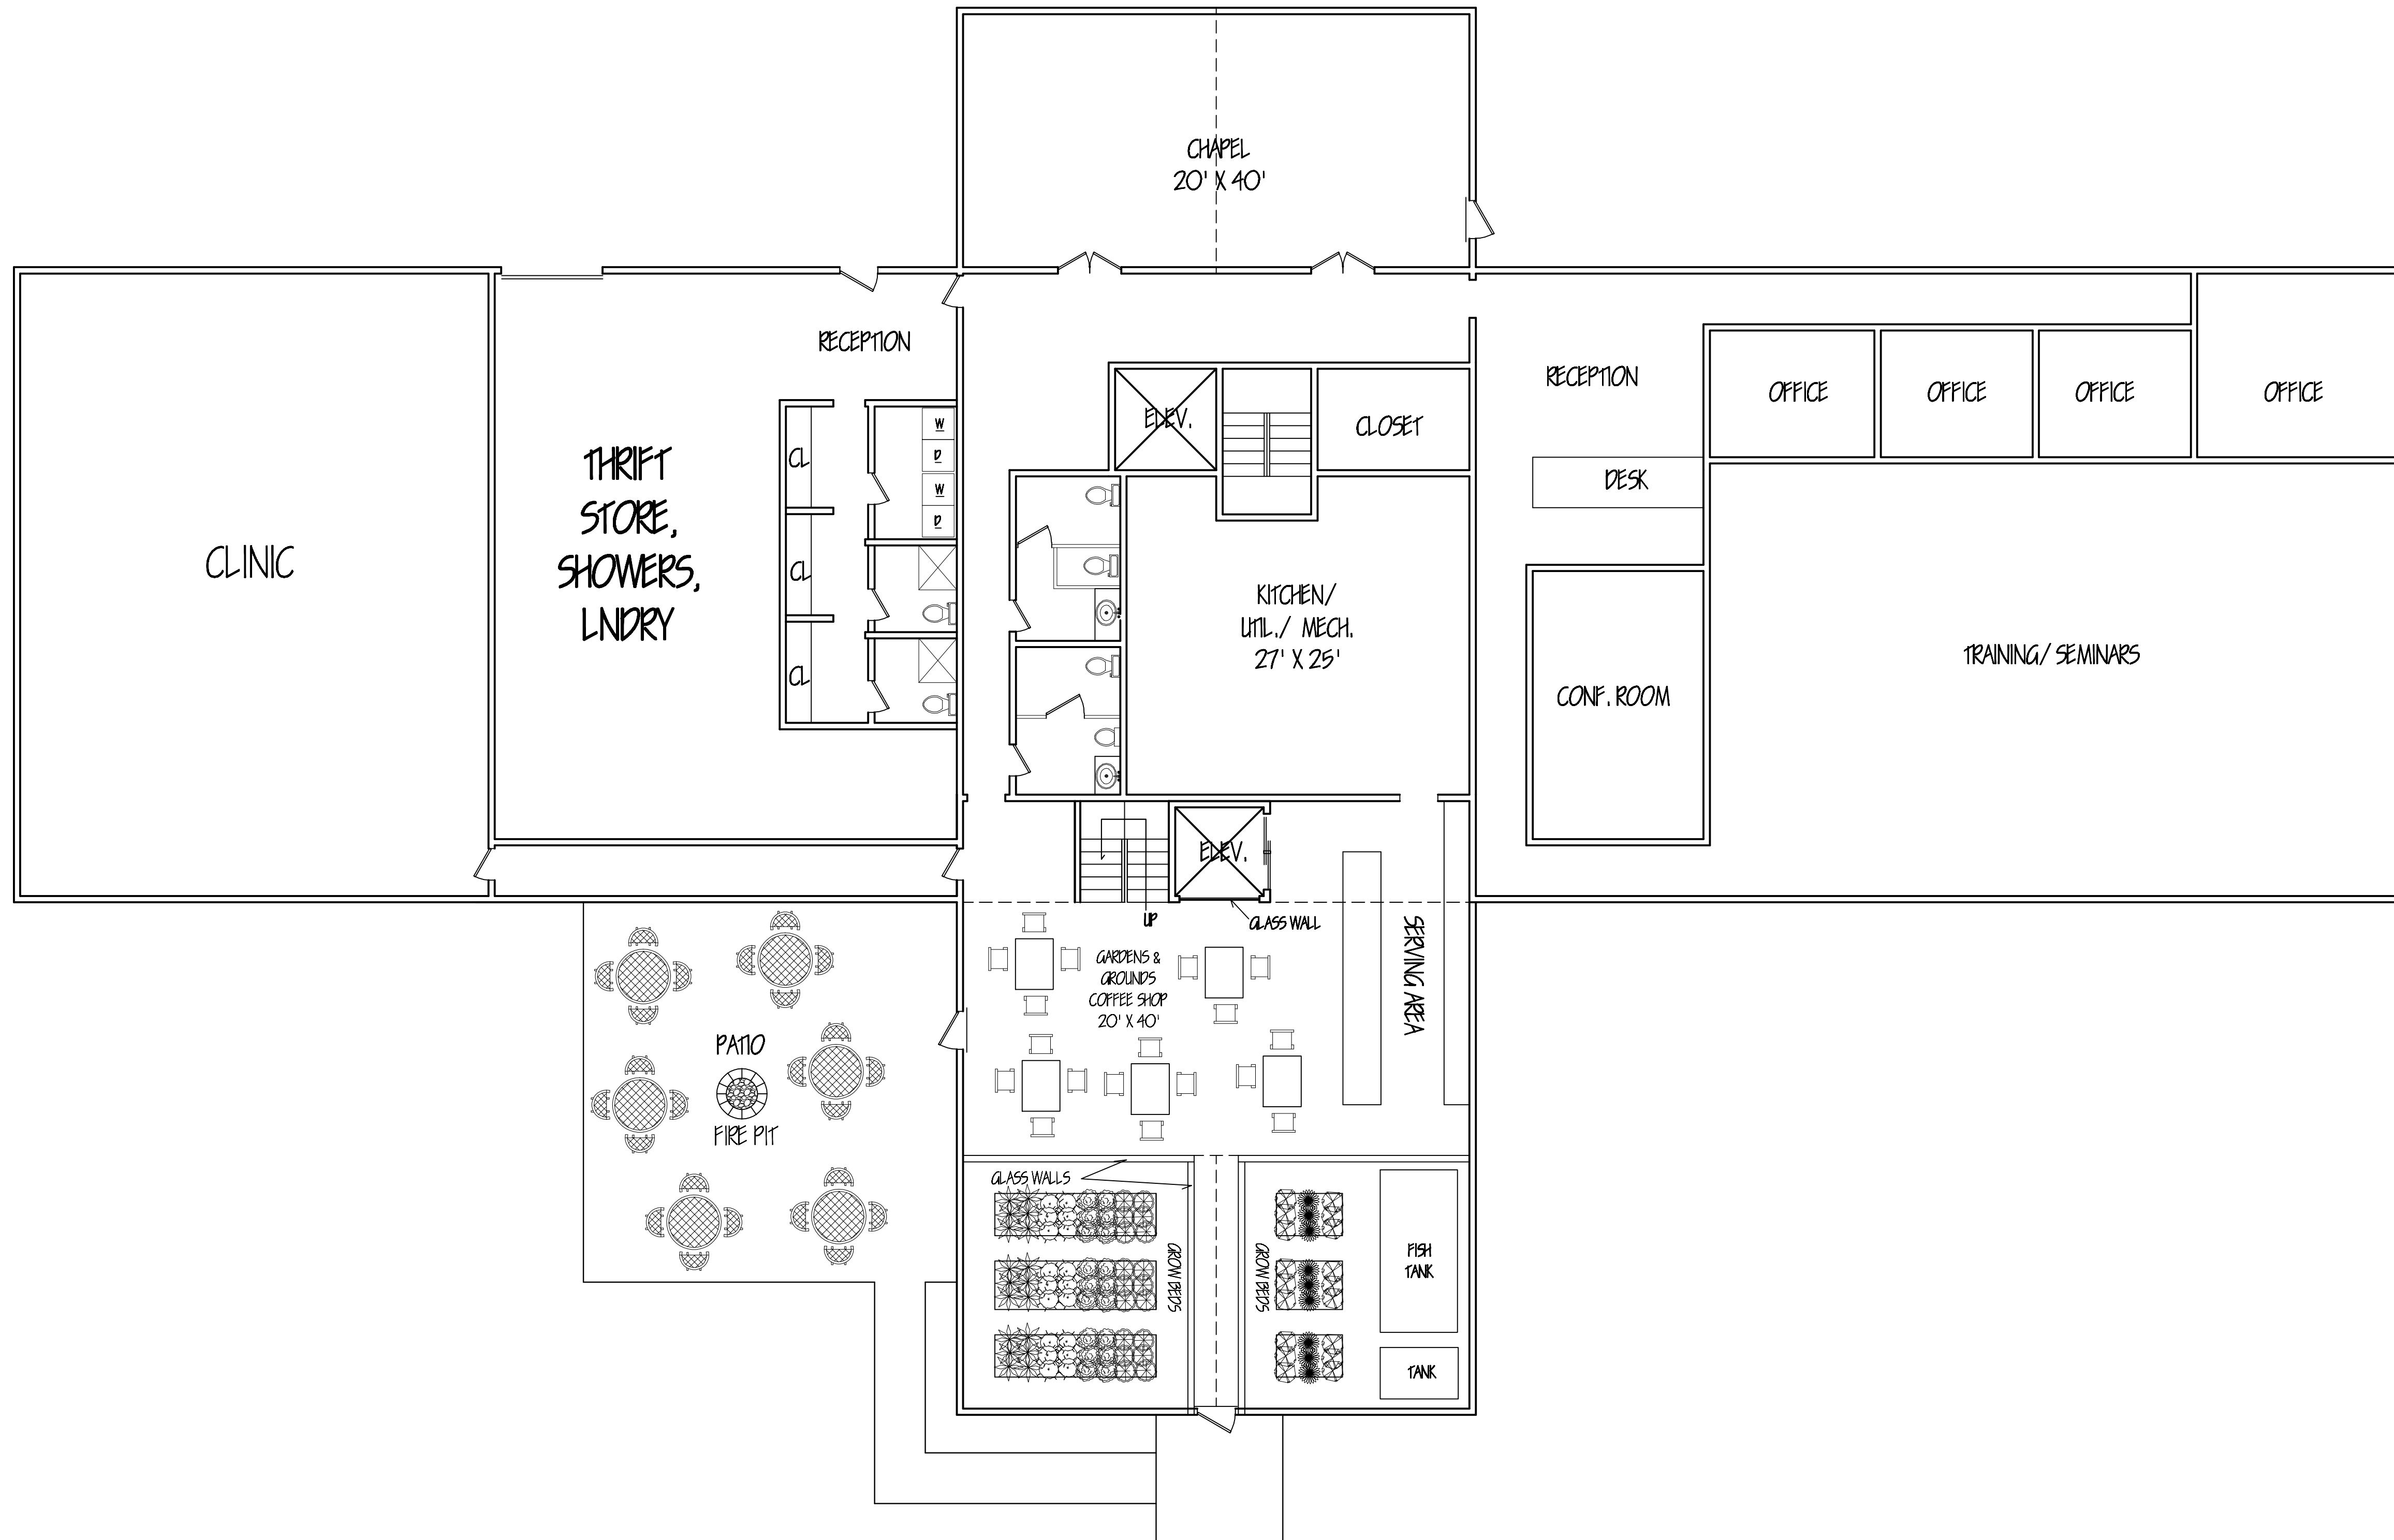 CHAPEL
20' X 40'
RECEPTION
RECEPTION
OFFICE
OFFICE
OFFICE
OFFICE
ELEV.
CLOSET
DESK
W
D
W
D
CL
CL
CL
THRIFT
STORE,
SHOWERS,
LNDRY
CLINIC
KITCHEN/
UTIL./ MECH.
27' X 25'
CONF. ROOM
TRAINING/ SEMINARS
ELEV.
UP
GLASS WALL
SERVING AREA
GARDENS &
GROUNDS
COFFEE SHOP
20' X 40'
PATIO
FIRE PIT
GLASS WALLS
GROW BEDS
GROW BEDS
FISH
TANK
TANK